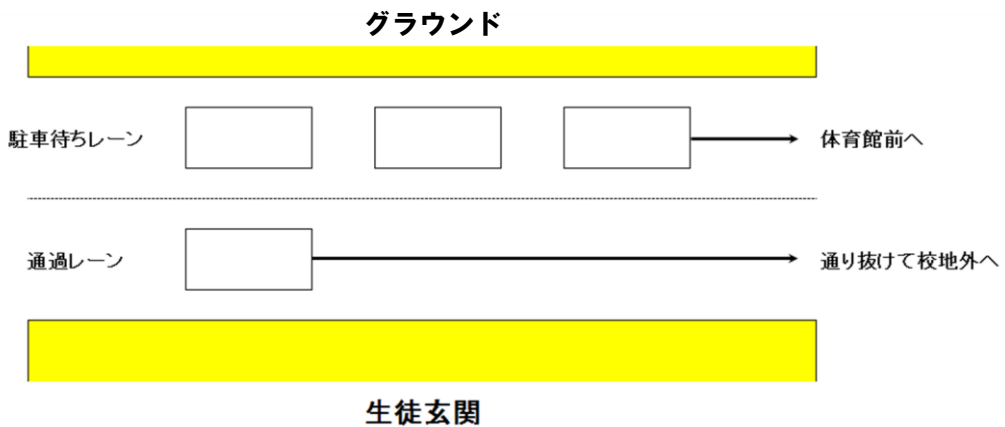 グラウンド
駐車待ちレーン
体育館前へ
通過レーン
通り抜けて校地外へ
生徒玄関